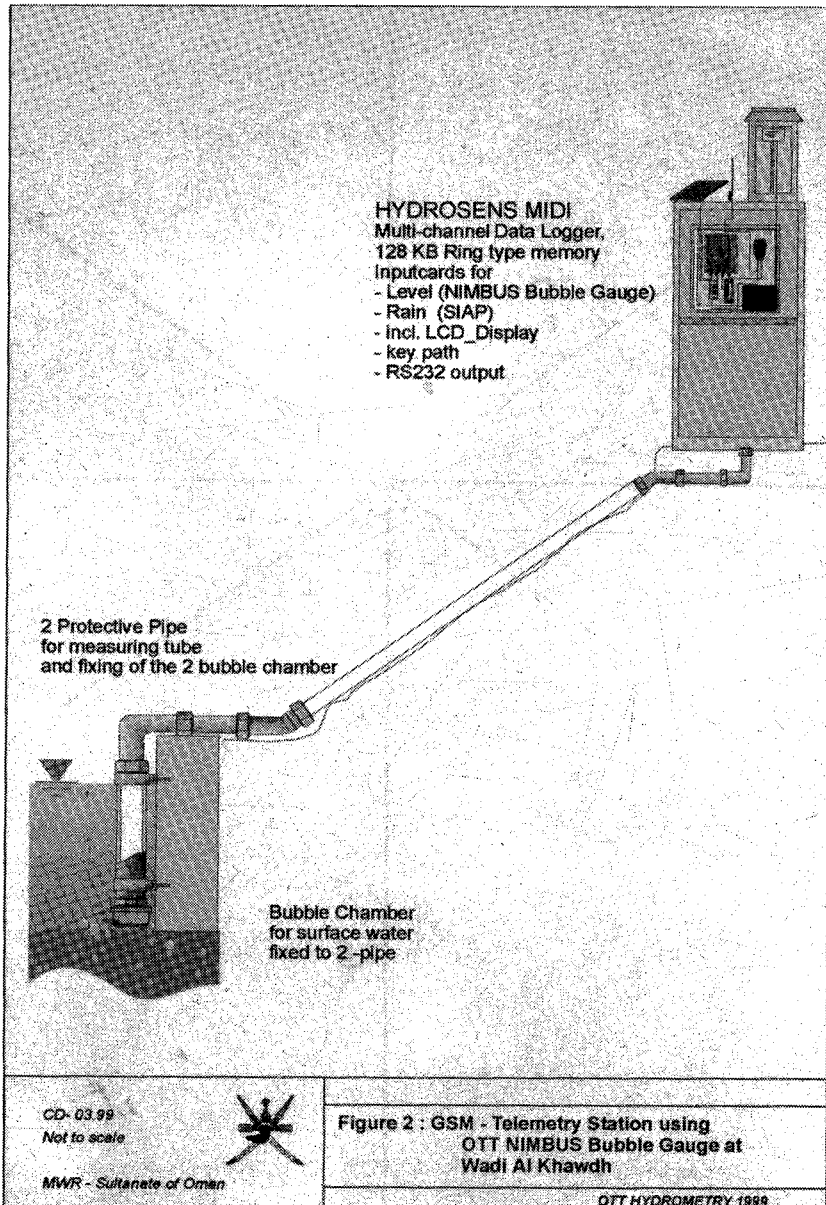 HYDROSENS MIDI
Multi-channel Data Logger,
128 KB Ring type memory
Inputcards for
- Level (NIMBUS Bubble Gauge)
- Rain (SIAP)
- incl. LCD_Display
- key path
- RS232 output
2 Protective Pipe
for measuring tube
and fixing of the 2 bubble chamber
Bubble Chamber
for surface water
fixed to 2 -pipe
CD- 03.99
Not to scale
MWR - Sultanate of Oman
Figure 2 : GSM - Telemetry Station using
OTT NIMBUS Bubble Gauge at
Wadi Al Khawdh
OTT HYDROMETRY 1999